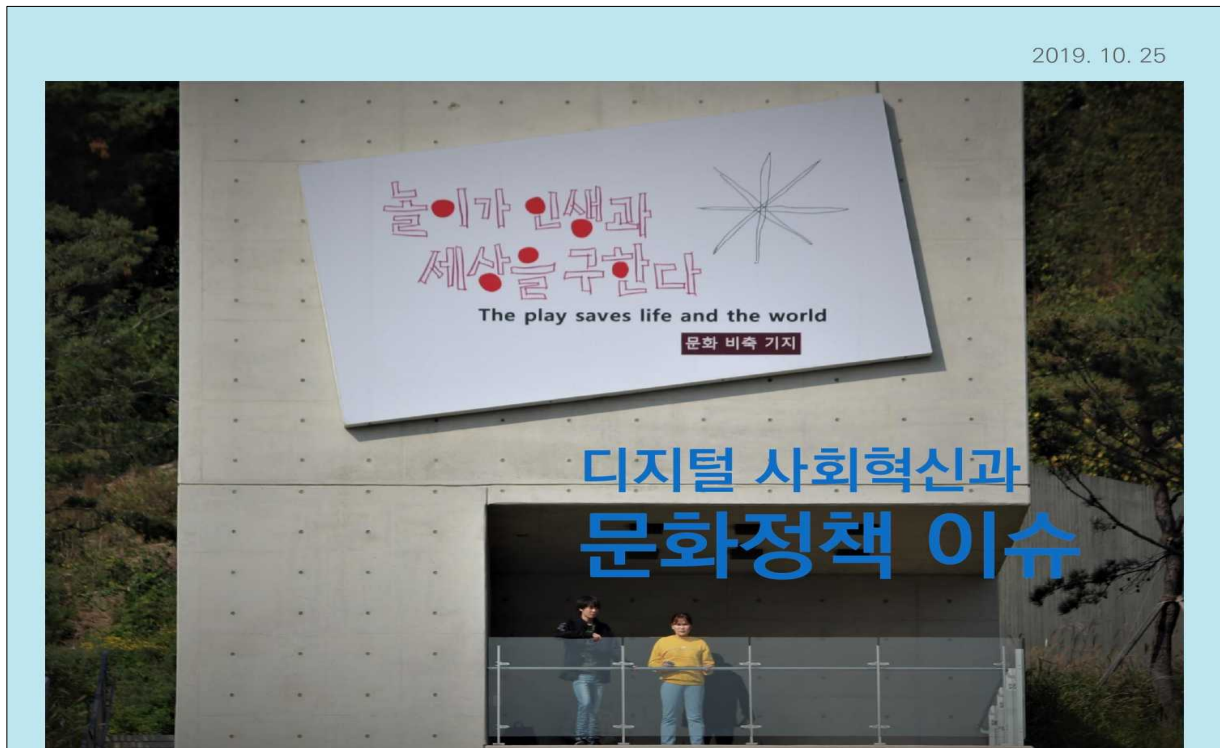 2019. 10. 25
놀이가 인생과
세상을 구한다
The play saves life and the world
문화 비축 기지
디지털 사회혁신과
문화정책 이슈